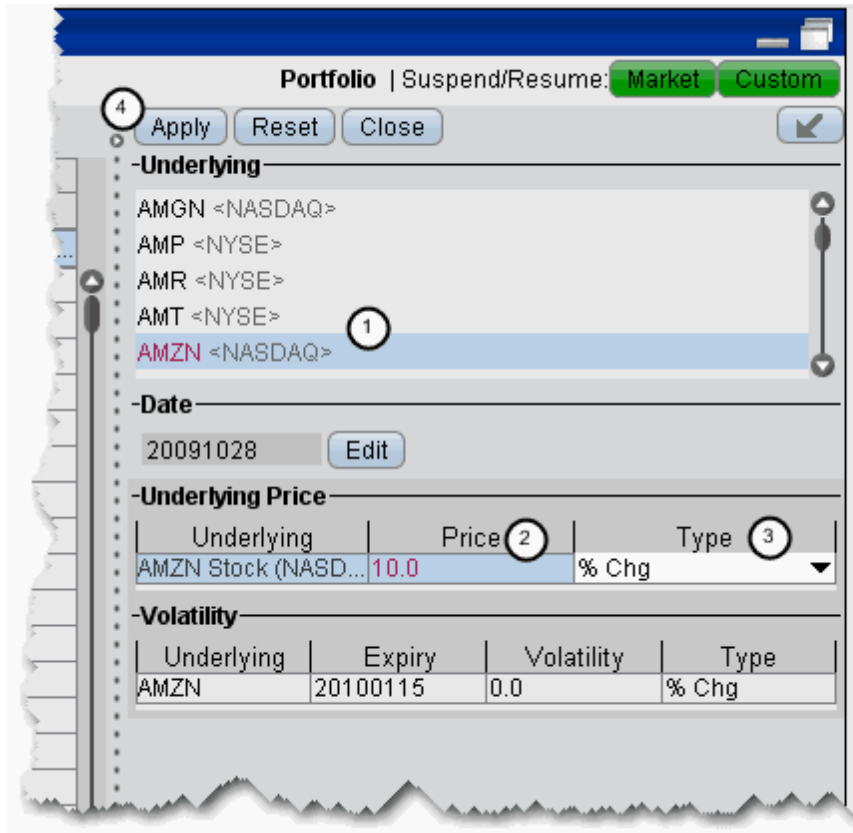 Portfolio | Suspend/Resume: Market Custom
4
Apply Reset Close
Underlying
AMGN <NASDAQ>
AMP <NYSE>
...
AMR <NYSE>
AMT <NYSE>
1
AMZN <NASDAQ>
Date
20091028 Edit
Underlying Price
Underlying Price 2 Type 3
AMZN Stock (NASD... 10.0 % Chg
Volatility
Underlying Expiry Volatility Type
AMZN 20100115 0.0 % Chg